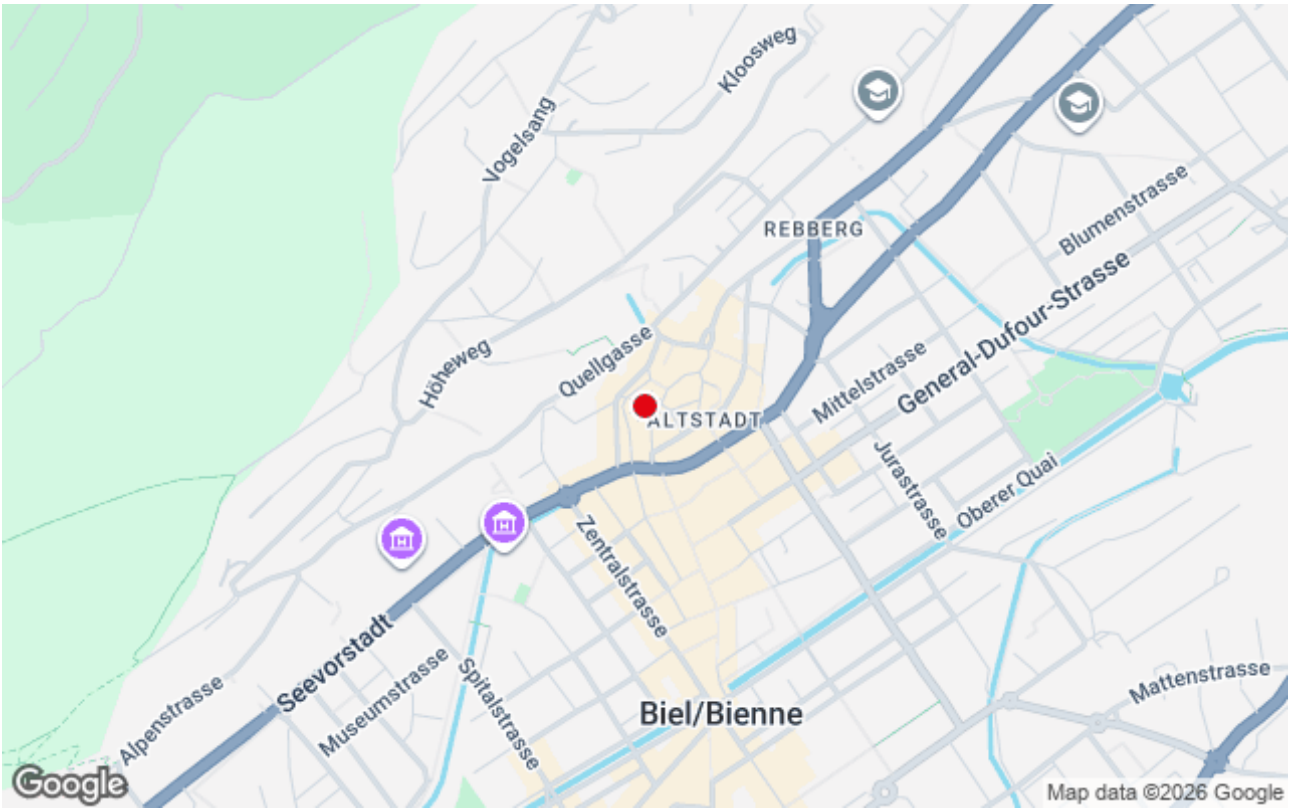 Kloosweg
Vogelsang
REBBERG
Blumenstrasse
General-Dufour-Strasse
Höheweg
Quellgasse
Mittelstrasse
ALTSTADT
Jurastrasse
Oberer Quai
Zentralstrasse
Seevorstadt
Museumstrasse
Spitalstrasse
Alpenstrasse
Mattenstrasse
Biel/Bienne
Google
Map data ©2026 Google